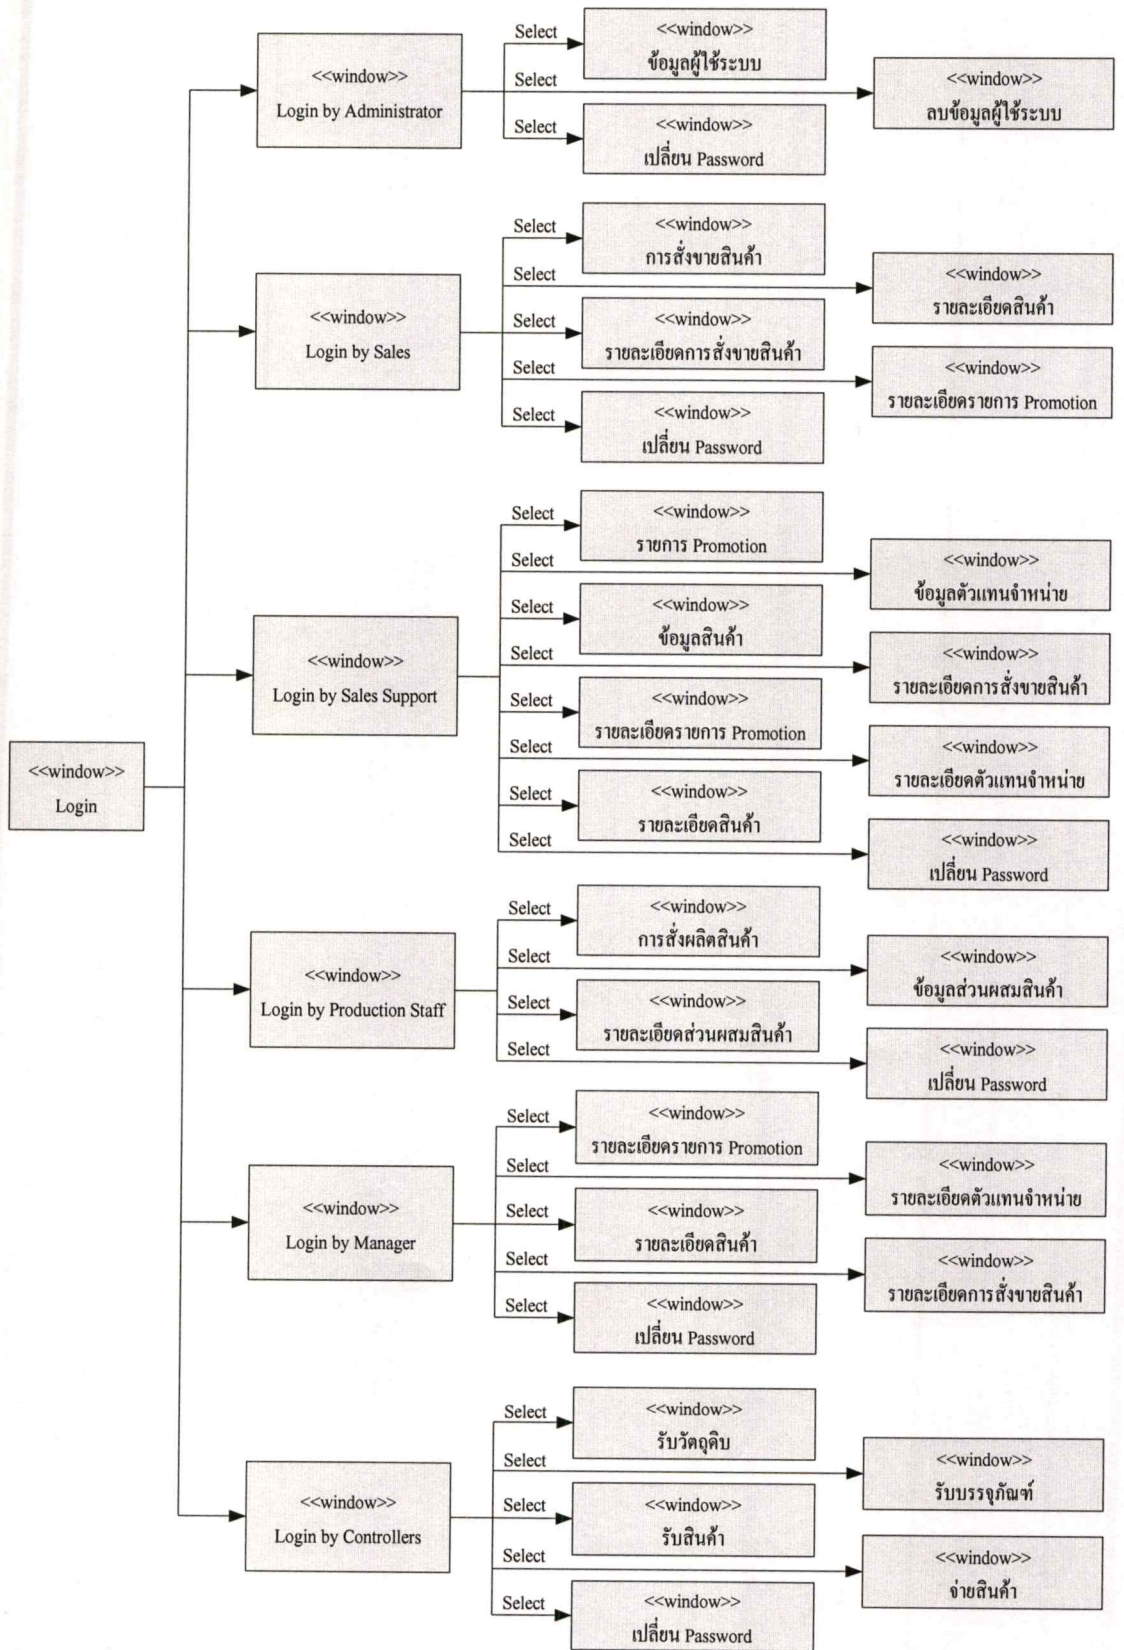 <<window>>
Login
<<window>>
Login by Administrator
Select
<<window>>
ข้อมูลผู้ใช้ระบบ
Select
<<window>>
ลบข้อมูลผู้ใช้ระบบ
Select
<<window>>
เปลี่ยน Password
<<window>>
Login by Sales
Select
<<window>>
การสั่งขายสินค้า
Select
<<window>>
รายละเอียดสินค้า
Select
<<window>>
รายละเอียดการสั่งขายสินค้า
Select
<<window>>
รายละเอียดรายการ Promotion
Select
<<window>>
เปลี่ยน Password
<<window>>
Login by Sales Support
Select
<<window>>
รายการ Promotion
Select
<<window>>
ข้อมูลตัวแทนจำหน่าย
Select
<<window>>
ข้อมูลสินค้า
Select
<<window>>
รายละเอียดการสั่งขายสินค้า
Select
<<window>>
รายละเอียดรายการ Promotion
Select
<<window>>
รายละเอียดตัวแทนจำหน่าย
Select
<<window>>
รายละเอียดสินค้า
Select
<<window>>
เปลี่ยน Password
<<window>>
Login by Production Staff
Select
<<window>>
การสั่งผลิตสินค้า
Select
<<window>>
ข้อมูลส่วนผสมสินค้า
Select
<<window>>
รายละเอียดส่วนผสมสินค้า
Select
<<window>>
เปลี่ยน Password
<<window>>
Login by Manager
Select
<<window>>
รายละเอียดรายการ Promotion
Select
<<window>>
รายละเอียดตัวแทนจำหน่าย
Select
<<window>>
รายละเอียดสินค้า
Select
<<window>>
รายละเอียดการสั่งขายสินค้า
Select
<<window>>
เปลี่ยน Password
<<window>>
Login by Controllers
Select
<<window>>
รับวัตถุดิบ
Select
<<window>>
รับบรรจุภัณฑ์
Select
<<window>>
รับสินค้า
Select
<<window>>
จ่ายสินค้า
Select
<<window>>
เปลี่ยน Password